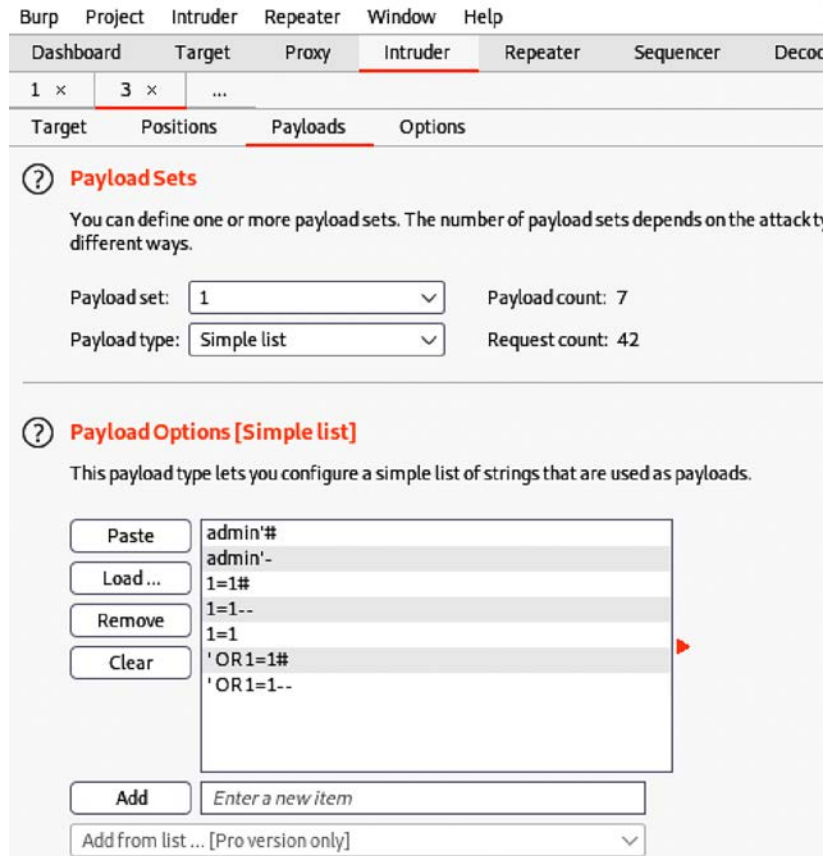 Burp Project Intruder Repeater Window Help
Dashboard Target Proxy Intruder Repeater Sequencer Decod
1 × 3 × ...
Target Positions Payloads Options
? Payload Sets
You can define one or more payload sets. The number of payload sets depends on the attack ty
different ways.
Payload set: 1 Payload count: 7
Payload type: Simple list Request count: 42
? Payload Options [Simple list]
This payload type lets you configure a simple list of strings that are used as payloads.
Paste
Load ...
Remove
Clear
admin'#
admin'-
1=1#
1=1--
1=1
' OR 1=1#
' OR 1=1--
Add Enter a new item
Add from list ... [Pro version only]